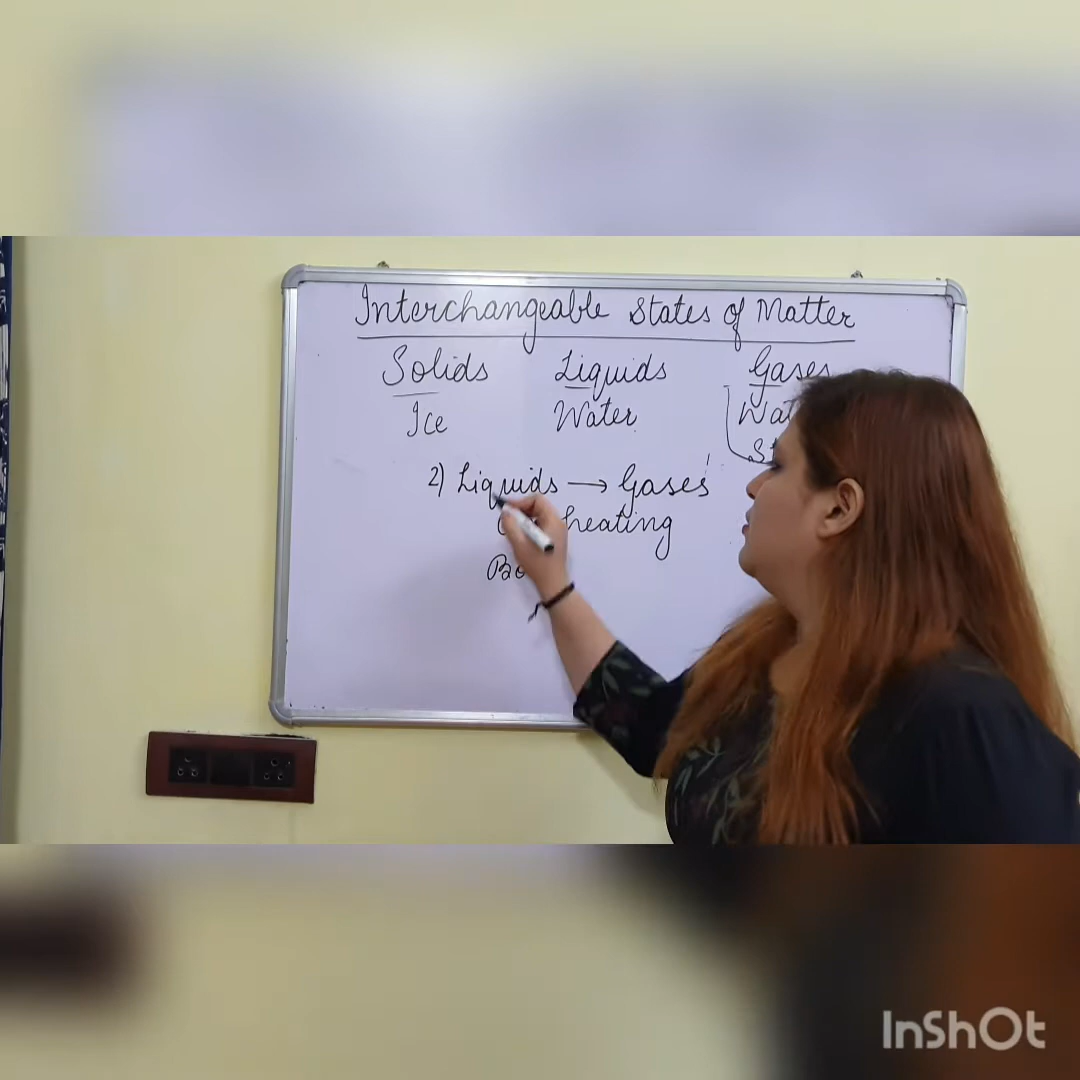 Interchangeable States of Matter
Solids Liquids Gases
Ice Water
2) Liquids → Gases
heating
InShOt